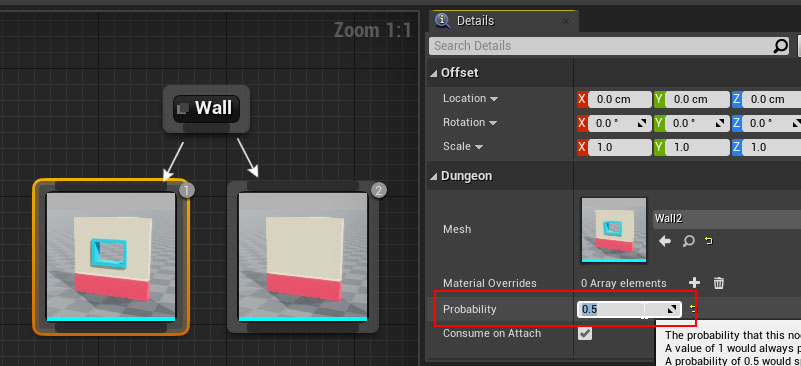 Zoom 1:1
Wall
1
2
Details
Search Details
Offset
Location X 0.0 cm Y 0.0 cm Z 0.0 cm
Rotation X 0.0 ° Y 0.0 ° Z 0.0 °
Scale X 1.0 Y 1.0 Z 1.0
Dungeon
Mesh
Wall2
Material Overrides 0 Array elements
Probability 0.5
Consume on Attach
The probability that this no
A value of 1 would always p
A probability of 0.5 would s